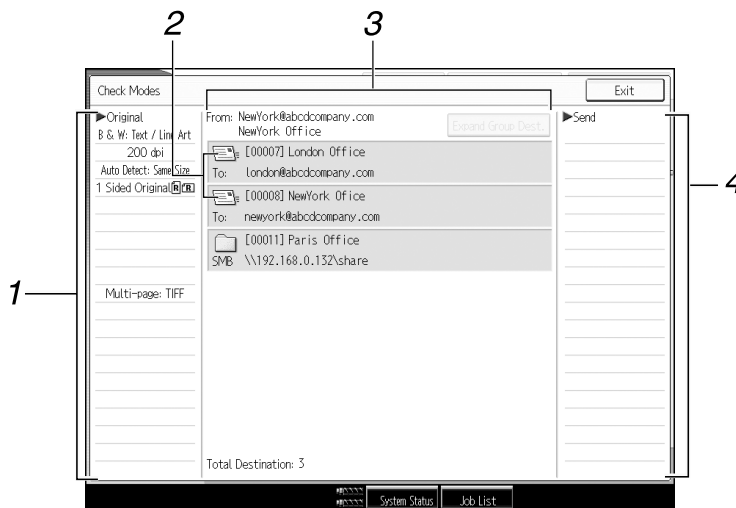 2
3
Check Modes
Exit
►Original
B & W: Text / Line Art
200 dpi
Auto Detect: Same Size
1 Sided Original R R
Multi-page: TIFF
From: NewYork@abcdcompany.com
NewYork Office
Expand Group Dest.
[00007] London Office
To: london@abcdcompany.com
[00008] NewYork Ofice
To: newyork@abcdcompany.com
[00011] Paris Office
SMB \\192.168.0.132\share
Total Destination: 3
►Send
1
4
System Status
Job List